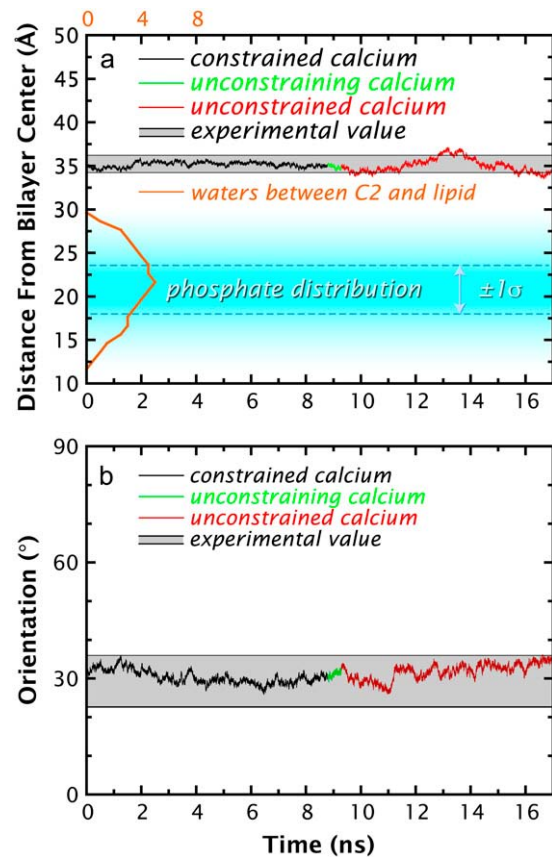 0 4 8
50
45
40
35
30
25
20
15
10
Distance From Bilayer Center (Å)
a
constrained calcium
unconstraining calcium
unconstrained calcium
experimental value
waters between C2 and lipid
phosphate distribution ±1σ
0 2 4 6 8 10 12 14 16
90
60
30
0
Orientation (°)
b
constrained calcium
unconstraining calcium
unconstrained calcium
experimental value
0 2 4 6 8 10 12 14 16
Time (ns)